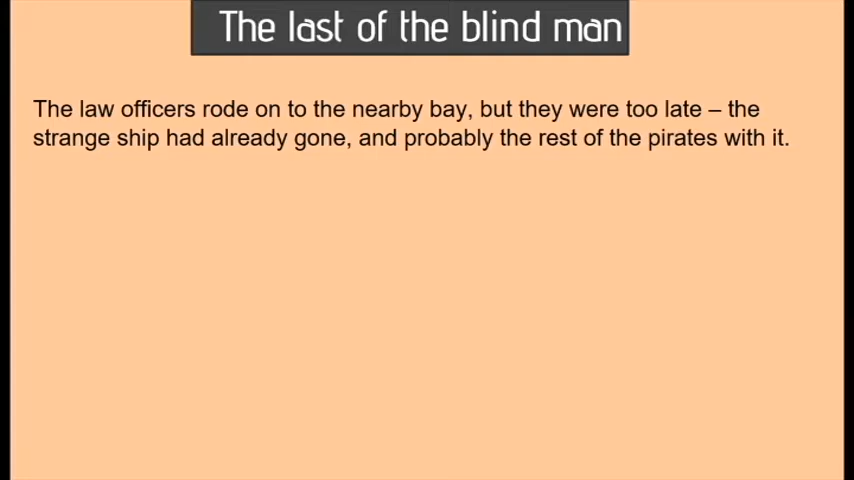 The last of the blind man
The law officers rode on to the nearby bay, but they were too late – the
strange ship had already gone, and probably the rest of the pirates with it.